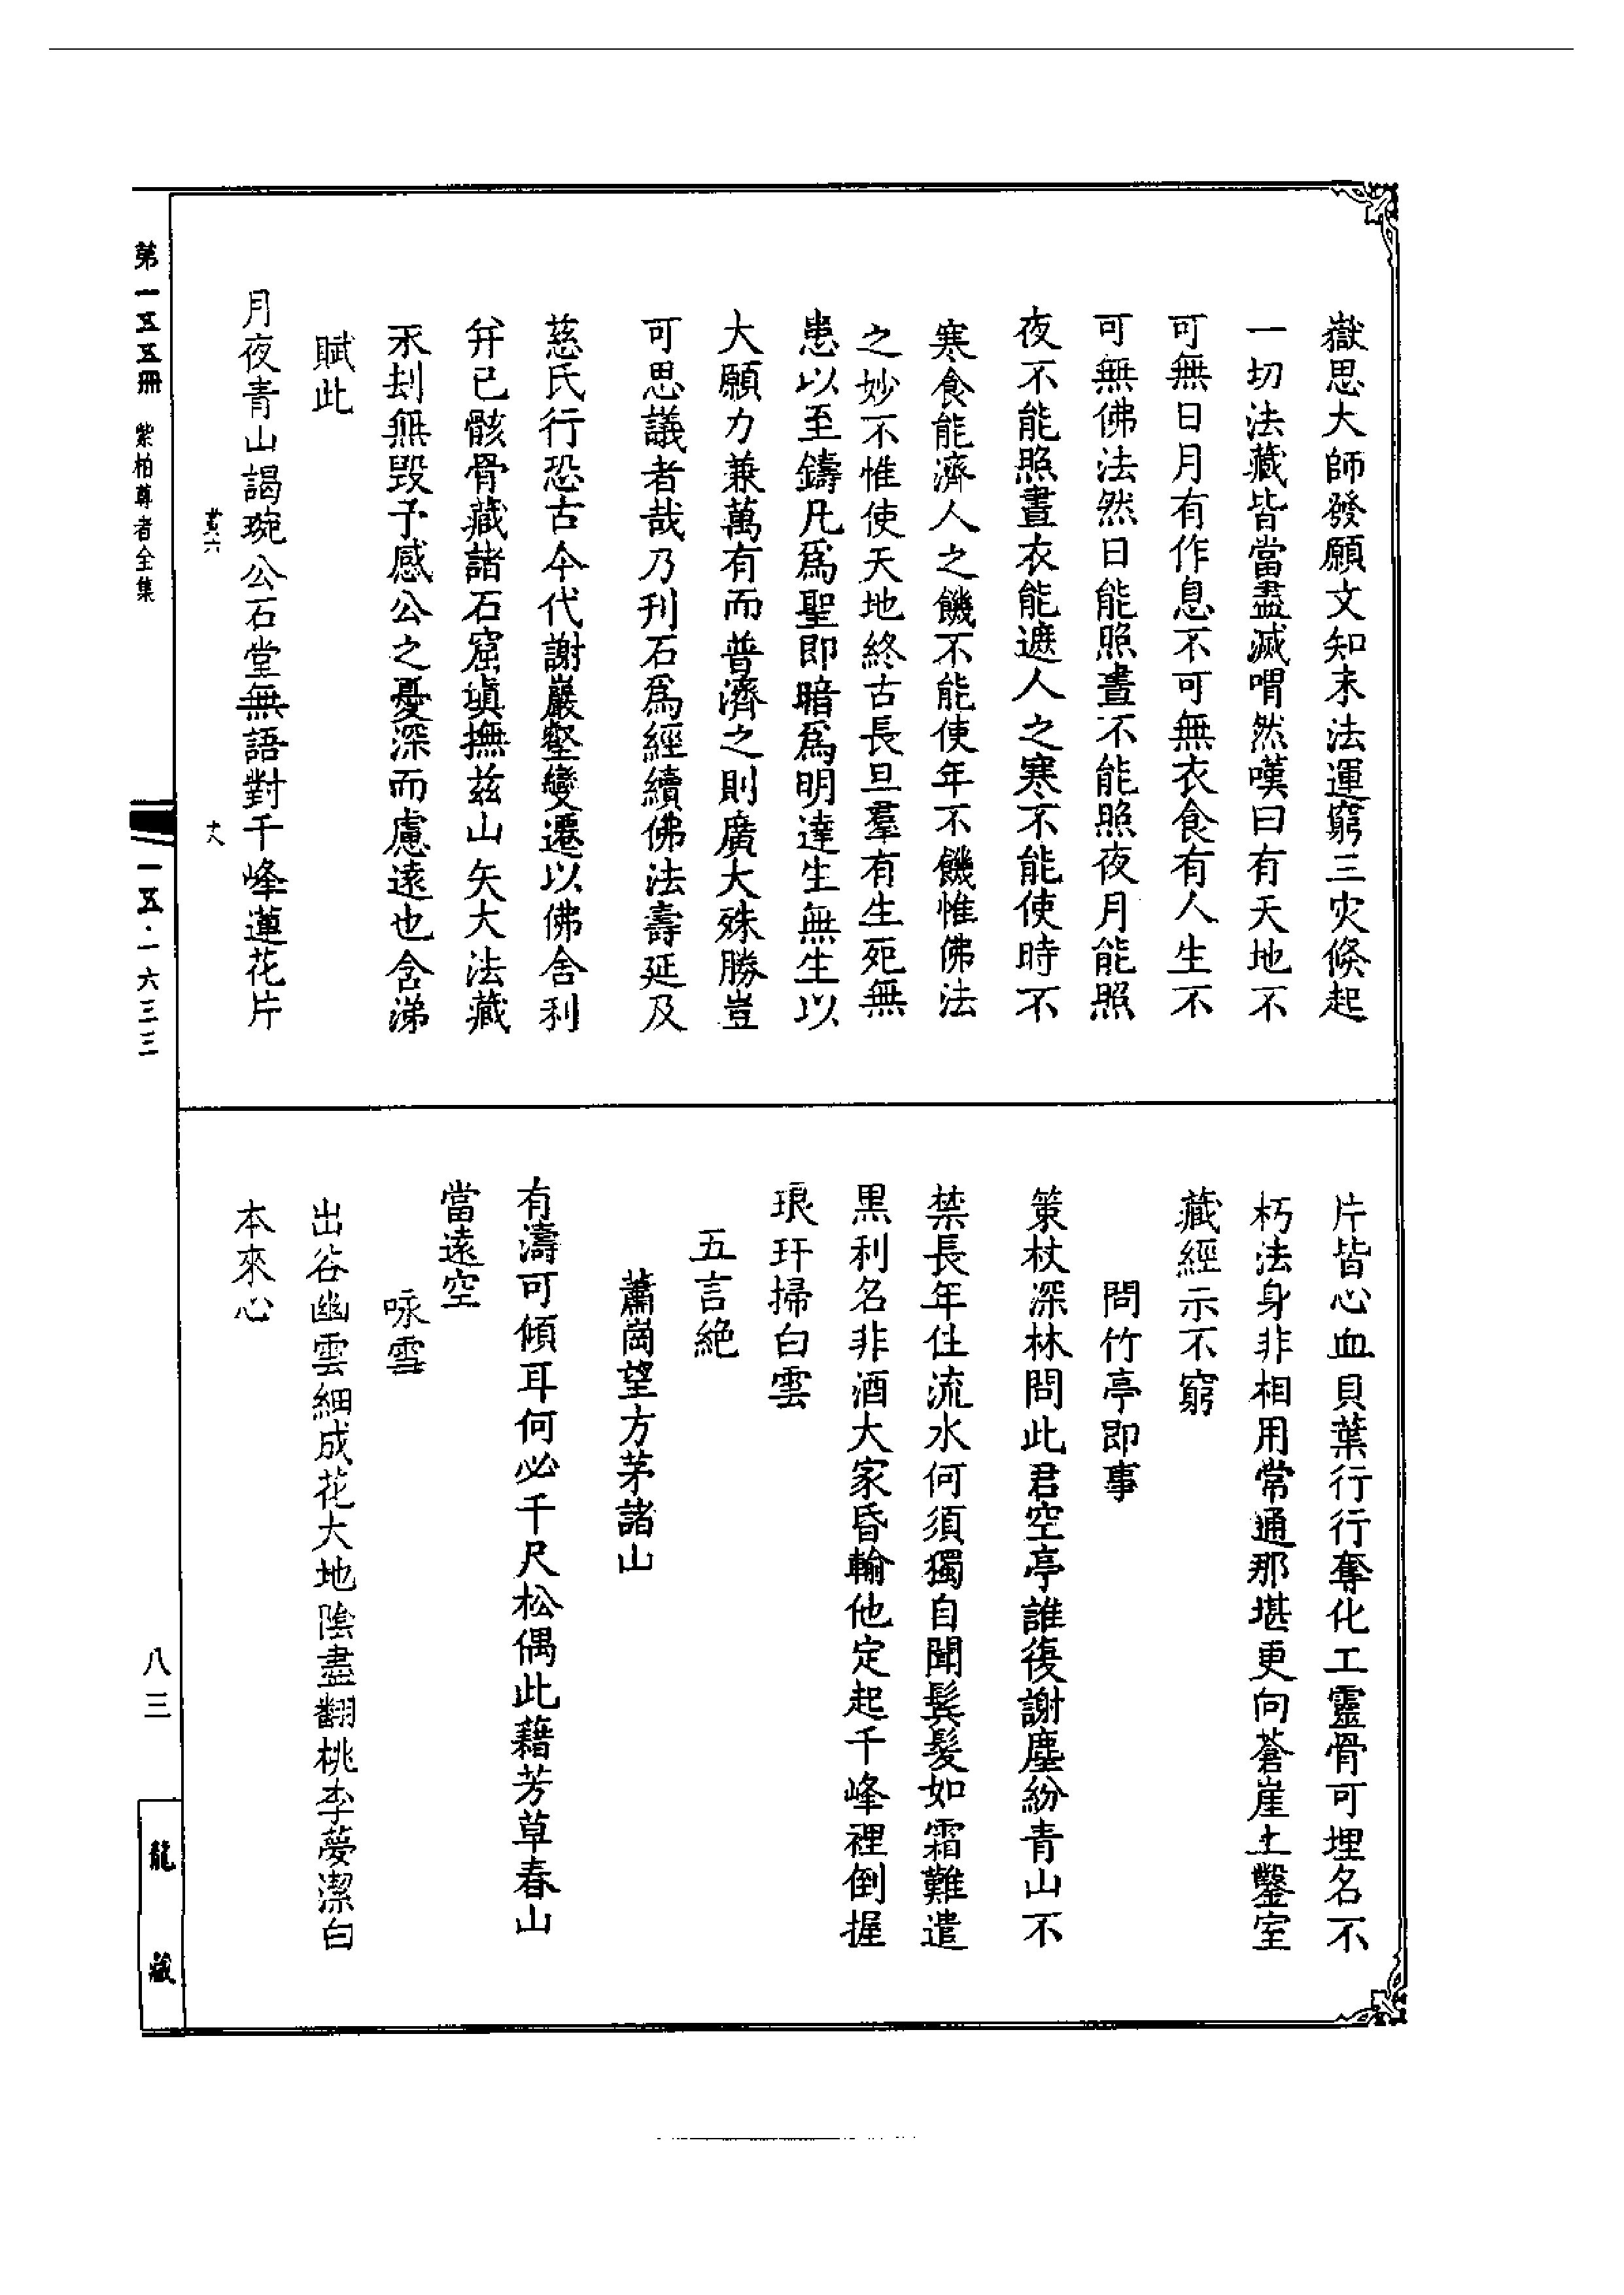 嶽思大師發願文知末法運窮三灾倐起
一切法藏皆當盡滅喟然嘆曰有天地不
可無日月有作息不可無衣食有人生不
可無佛法然日能照晝不能照夜月能照
夜不能照晝衣能遮人之寒不能使時不
寒食能濟人之饑不能使年不饑惟佛法
之妙不惟使天地終古長旦羣有生死無
患以至鑄凡爲聖即暗爲明達生無生以
大願力兼萬有而普濟之則廣大殊勝豈
可思議者哉乃刊石爲經續佛法壽延及
慈氏行恐古今代謝巖壑變遷以佛舍利
并已骸骨藏諸石窟塡撫兹山矢大法藏
不刲無毀予感公之憂深而慮遠也含涕
賦此
月夜青山謁琬公石堂無語對千峰蓮花片
片皆心血貝葉行行奪化工靈骨可埋名不
朽法身非相用常通那堪更向蒼崖土鑿室
藏經示不窮
問竹亭即事
策杖深林問此君空亭誰復謝塵紛青山不
禁長年住流水何須獨自聞鬂髮如霜難遣
黑利名非酒大家昏輸他定起千峰裡倒握
琅玕掃白雲
五言絶
薰崗望方茅諸山
有濤可傾耳何必千尺松偶此藉芳草春山
當遠空
咏雪
出谷幽雲細成花大地陰盡翻桃李夢潔白
本來心
第一五五冊 紫柏尊者全集
一五·一六三三
八三
龍藏